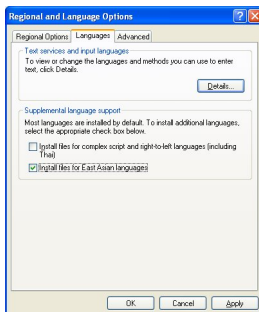 Regional and Language Options
Regional Options Languages Advanced
Text services and input languages
To view or change the languages and methods you can use to enter
text, click Details.
Details...
Supplemental language support
Most languages are installed by default. To install additional languages,
select the appropriate check box below.
Install files for complex script and right-to-left languages (including
Thai)
Install files for East Asian languages
OK Cancel Apply